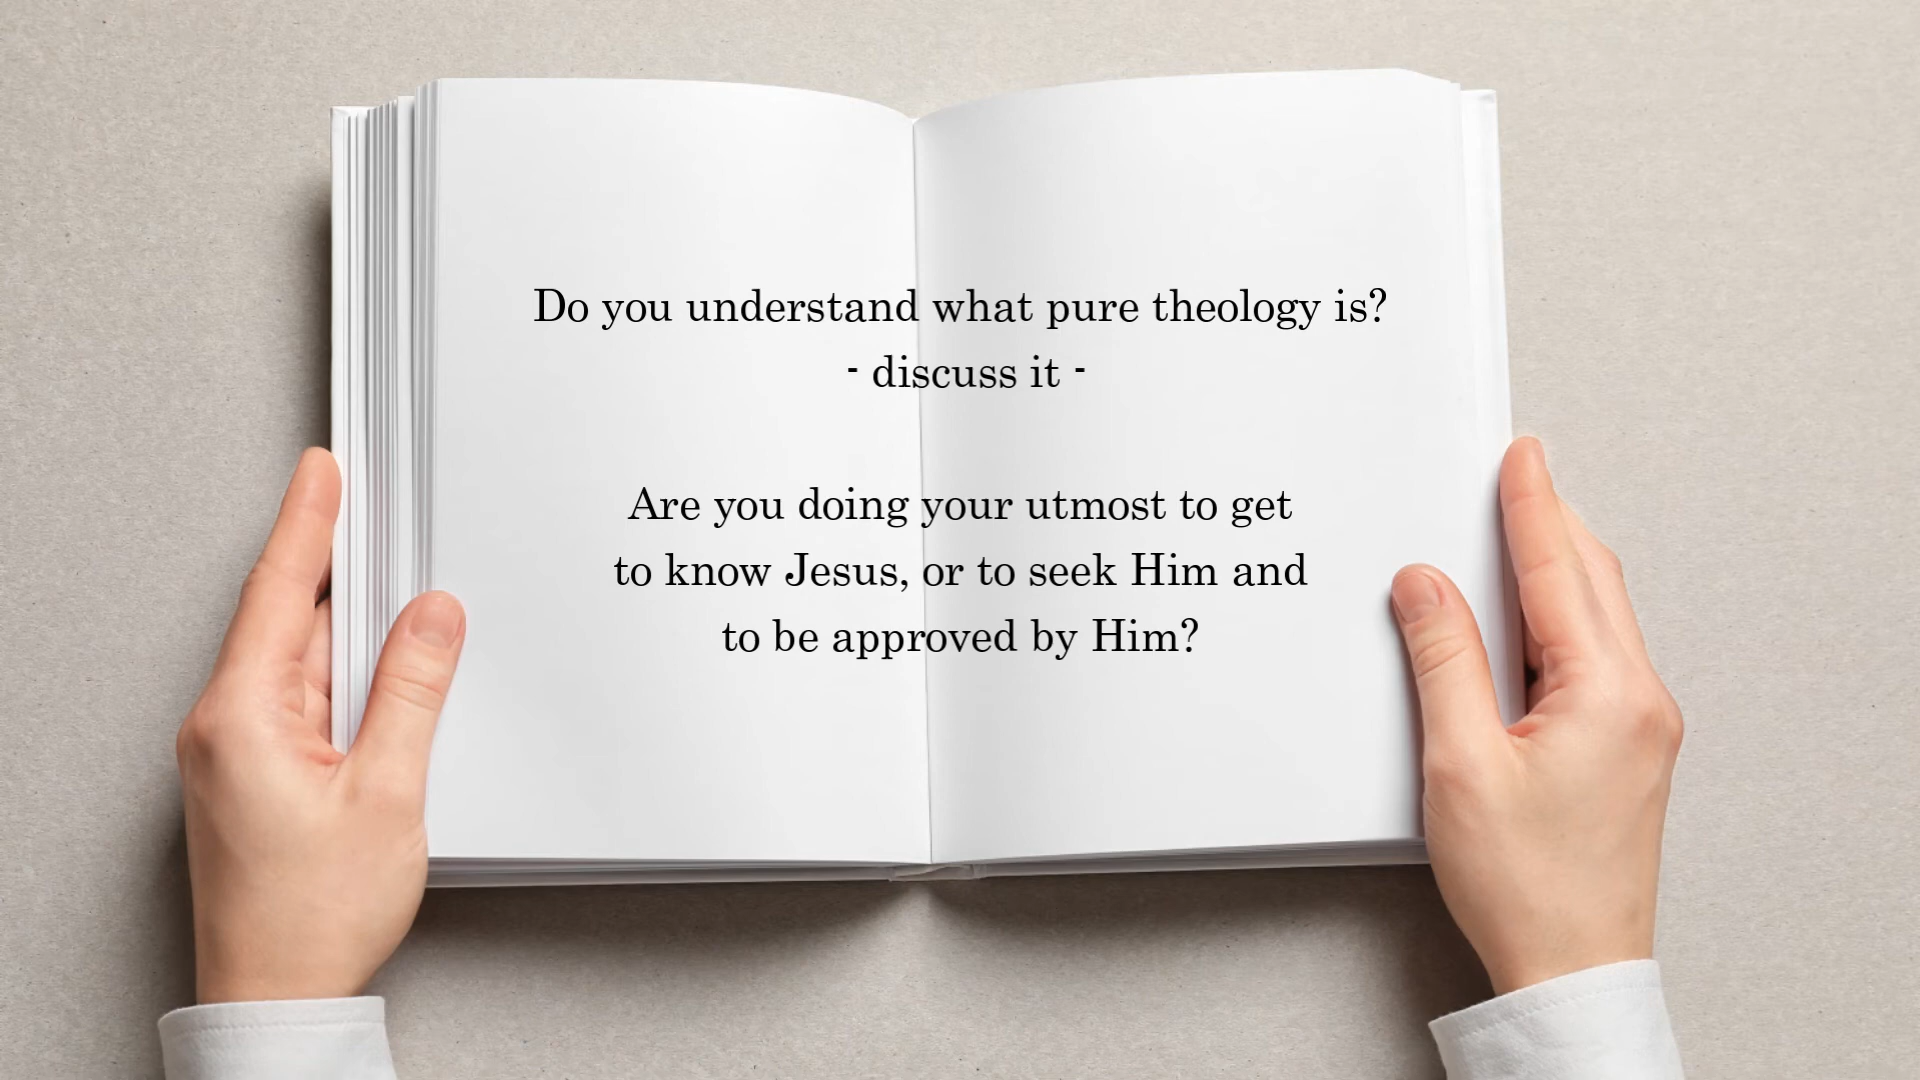 Do you understand what pure theology is?
- discuss it -
Are you doing your utmost to get
to know Jesus, or to seek Him and
to be approved by Him?